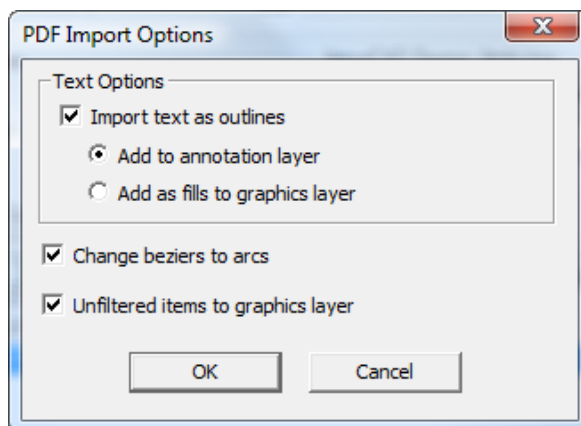 PDF Import Options
Text Options
Import text as outlines
Add to annotation layer
Add as fills to graphics layer
Change beziers to arcs
Unfiltered items to graphics layer
OK Cancel